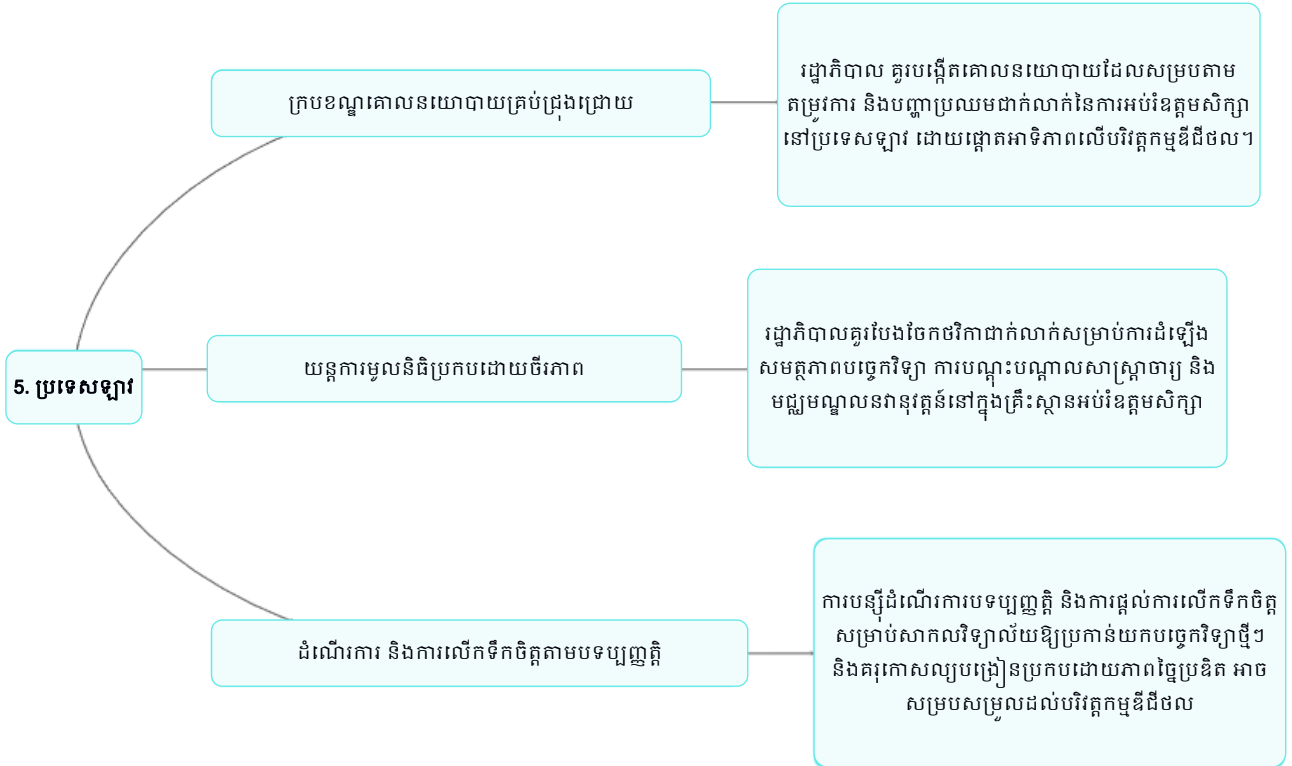 ក្របខណ្ឌគោលនយោបាយគ្រប់ជ្រុងជ្រោយ
រដ្ឋាភិបាល គួរបង្កើតគោលនយោបាយដែលសម្របតាម
តម្រូវការ និងបញ្ហាប្រឈមជាក់លាក់នៃការអប់រំឧត្តមសិក្សា
នៅប្រទេសឡាវ ដោយផ្តោតអាទិភាពលើបរិវត្តកម្មឌីជីថល។
5. ប្រទេសឡាវ
យន្តការមូលនិធិប្រកបដោយចីរភាព
រដ្ឋាភិបាលគួរបែងចែកថវិកាជាក់លាក់សម្រាប់ការដំឡើង
សមត្ថភាពបច្ចេកវិទ្យា ការបណ្តុះបណ្តាលសាស្ត្រាចារ្យ និង
មជ្ឈមណ្ឌលនវានុវត្តន៍នៅក្នុងគ្រឹះស្ថានអប់រំឧត្តមសិក្សា
ដំណើរការ និងការលើកទឹកចិត្តតាមបទប្បញ្ញត្តិ
ការបន្ស៊ីដំណើរការបទប្បញ្ញត្តិ និងការផ្តល់ការលើកទឹកចិត្ត
សម្រាប់សាកលវិទ្យាល័យឱ្យប្រកាន់យកបច្ចេកវិទ្យាថ្មីៗ
និងគរុកោសល្យបង្រៀនប្រកបដោយភាពច្នៃប្រឌិត អាច
សម្របសម្រួលដល់បរិវត្តកម្មឌីជីថល